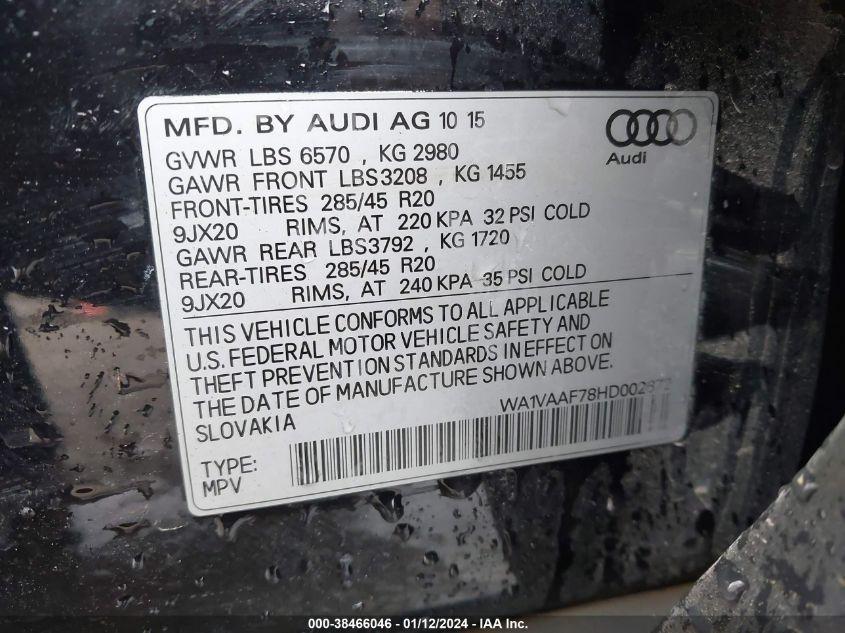 MFD. BY AUDI AG 10 15
Audi
GVWR LBS 6570 , KG 2980
GAWR FRONT LBS3208 , KG 1455
FRONT-TIRES 285/45 R20
9JX20 RIMS, AT 220 KPA 32 PSI COLD
GAWR REAR LBS3792 , KG 1720
REAR-TIRES 285/45 R20
9JX20 RIMS, AT 240 KPA 35 PSI COLD
THIS VEHICLE CONFORMS TO ALL APPLICABLE
U.S. FEDERAL MOTOR VEHICLE SAFETY AND
THEFT PREVENTION STANDARDS IN EFFECT ON
THE DATE OF MANUFACTURE SHOWN ABOVE.
SLOVAKIA
TYPE:
MPV
000-38466046 - 01/12/2024 - IAA Inc.